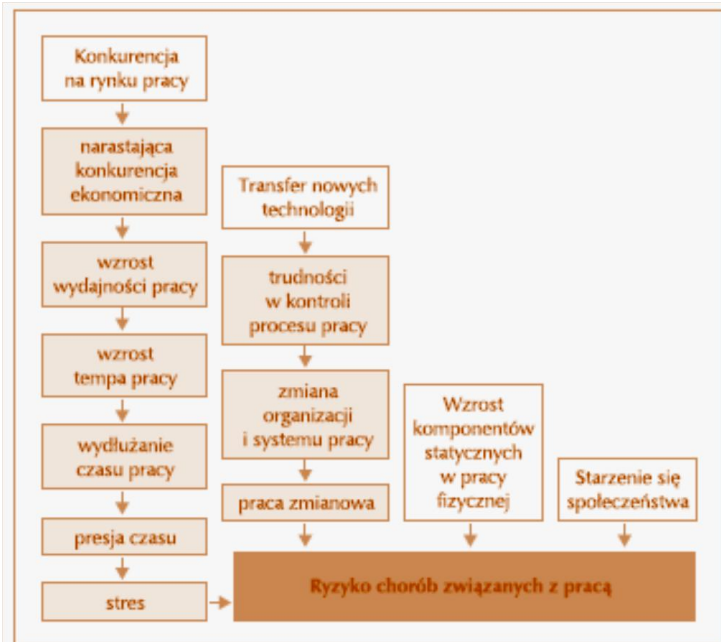 Konkurencja
na rynku pracy
narastająca
konkurencja
ekonomiczna
wzrost
wydajności pracy
wzrost
tempa pracy
wydłużanie
czasu pracy
presja czasu
stres
Transfer nowych
technologii
trudności
w kontroli
procesu pracy
zmiana
organizacji
i systemu pracy
praca zmianowa
Wzrost
komponentów
statycznych
w pracy
fizycznej
Starzenie się
społeczeństwa
Ryzyko chorób związanych z pracą